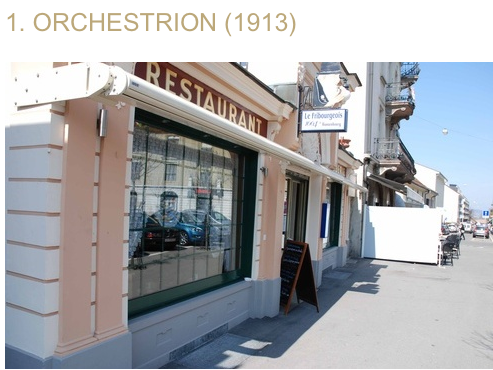 1. ORCHESTRION (1913)
RESTAURANT
Le Fribourgeois